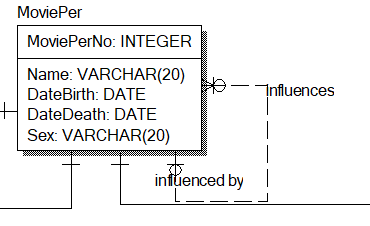 MoviePer
MoviePerNo: INTEGER
Name: VARCHAR(20)
DateBirth: DATE
DateDeath: DATE
Sex: VARCHAR(20)
Influences
influenced by